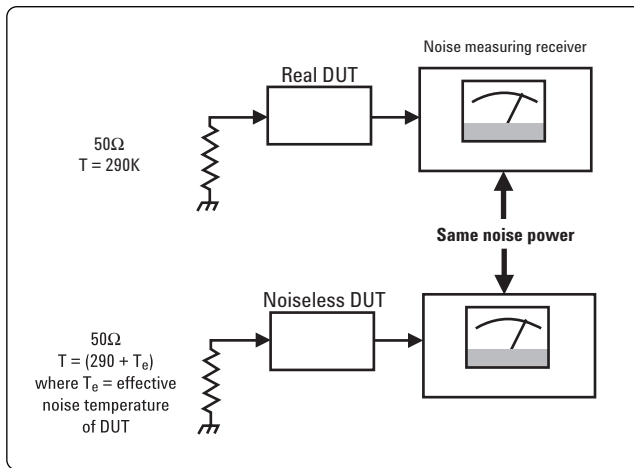 Noise measuring receiver
Real DUT
50Ω
T = 290K
Same noise power
Noiseless DUT
50Ω
T = (290 + Te)
where Te = effective
noise temperature
of DUT